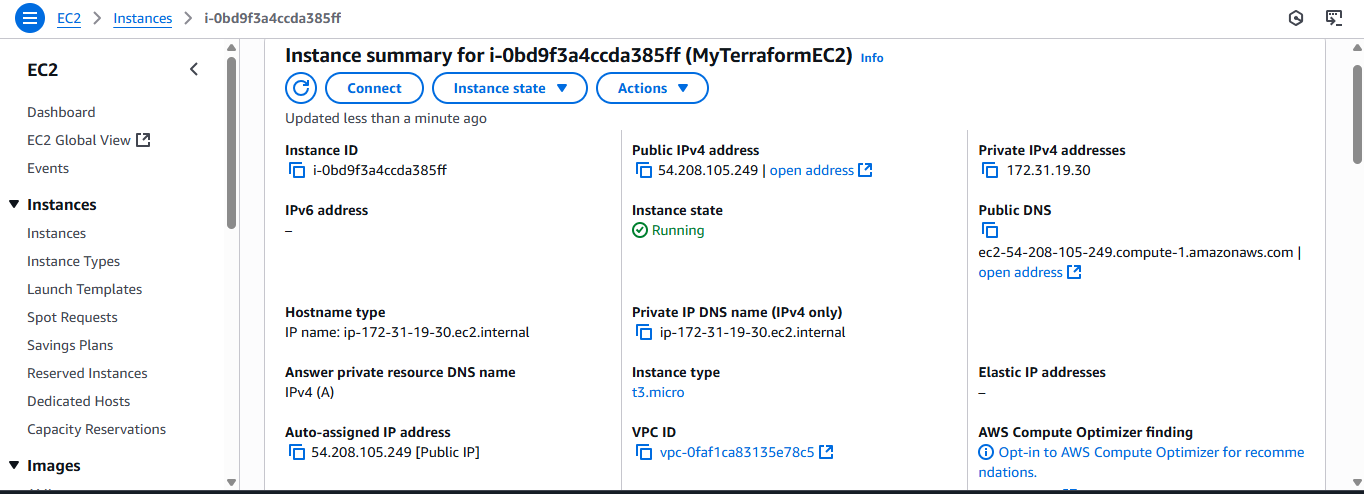 EC2 > Instances > i-0bd9f3a4ccda385ff
EC2
Dashboard
EC2 Global View
Events
Instances
Instances
Instance Types
Launch Templates
Spot Requests
Savings Plans
Reserved Instances
Dedicated Hosts
Capacity Reservations
Images
Instance summary for i-0bd9f3a4ccda385ff (MyTerraformEC2) Info
Connect Instance state Actions
Updated less than a minute ago
Instance ID
i-0bd9f3a4ccda385ff
Public IPv4 address
54.208.105.249 | open address
Private IPv4 addresses
172.31.19.30
IPv6 address
–
Instance state
Running
Public DNS
ec2-54-208-105-249.compute-1.amazonaws.com |
open address
Hostname type
IP name: ip-172-31-19-30.ec2.internal
Private IP DNS name (IPv4 only)
ip-172-31-19-30.ec2.internal
Answer private resource DNS name
IPv4 (A)
Instance type
t3.micro
Elastic IP addresses
–
Auto-assigned IP address
54.208.105.249 [Public IP]
VPC ID
vpc-0faf1ca83135e78c5
AWS Compute Optimizer finding
Opt-in to AWS Compute Optimizer for recomme
ndations.